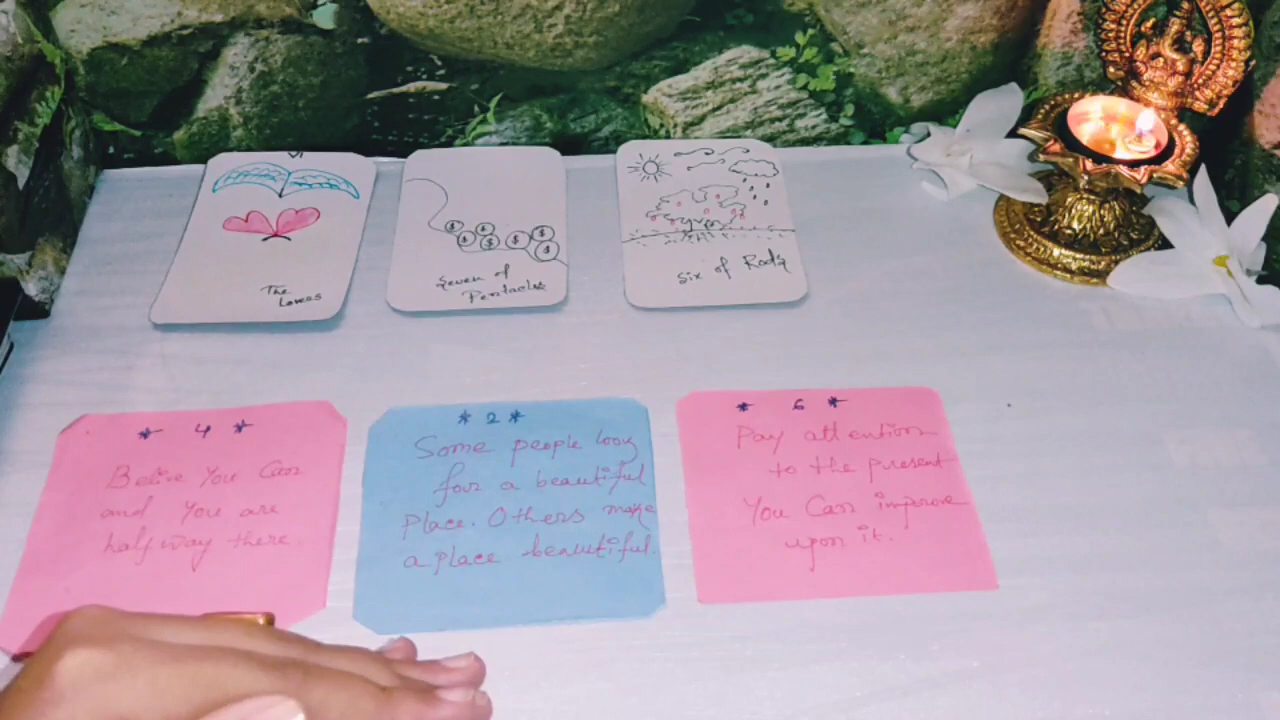 VI
The
Lovers
Seven of
Pentacles
Six of Rods
* 4 *
Belive You Can
and You are
half way there.
* 2 *
Some people look
for a beautiful
Place. Others make
a place beautiful.
* 6 *
Pay attention
to the present
You Can improve
upon it.